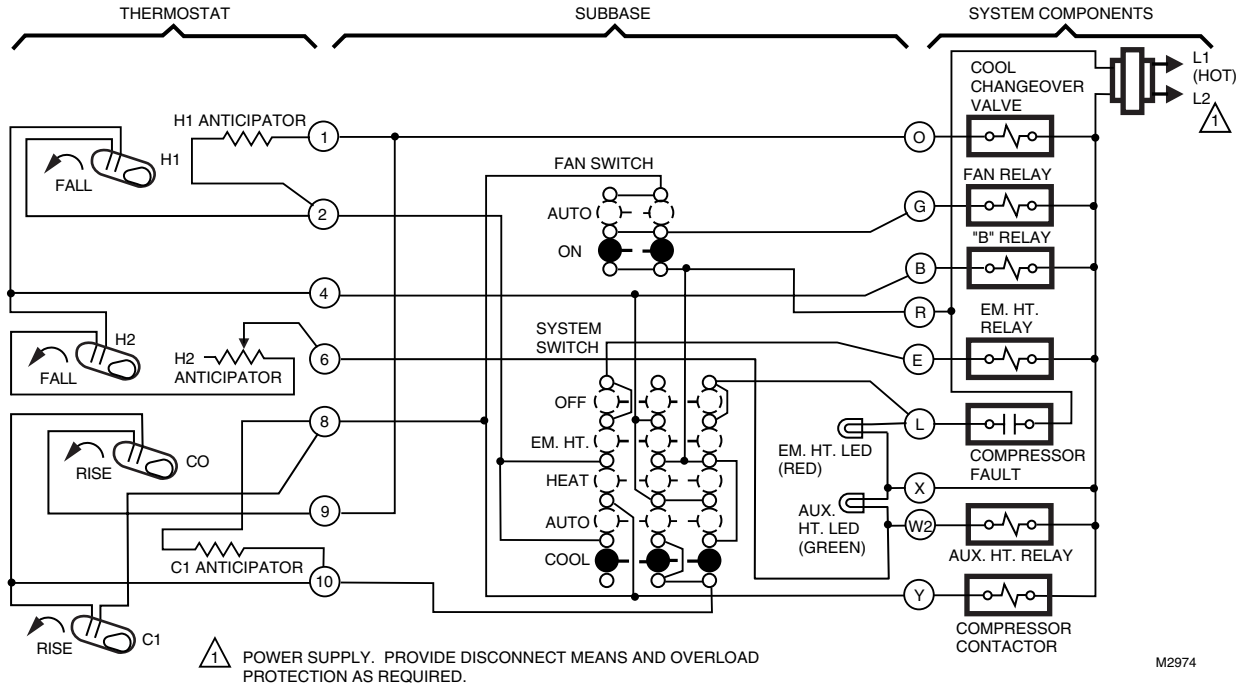 THERMOSTAT
SUBBASE
SYSTEM COMPONENTS
L1
(HOT)
L2
1
COOL
CHANGEOVER
VALVE
H1 ANTICIPATOR
1
O
H1
FALL
FAN SWITCH
FAN RELAY
2
AUTO
G
ON
"B" RELAY
4
B
R
EM. HT.
RELAY
H2
FALL
H2
ANTICIPATOR
6
SYSTEM
SWITCH
E
OFF
8
L
EM. HT.
EM. HT. LED
(RED)
COMPRESSOR
FAULT
CO
RISE
HEAT
X
9
AUTO
AUX.
HT. LED
(GREEN)
W2
AUX. HT. RELAY
C1 ANTICIPATOR
COOL
10
Y
C1
RISE
COMPRESSOR
CONTACTOR
1
POWER SUPPLY. PROVIDE DISCONNECT MEANS AND OVERLOAD
PROTECTION AS REQUIRED.
M2974